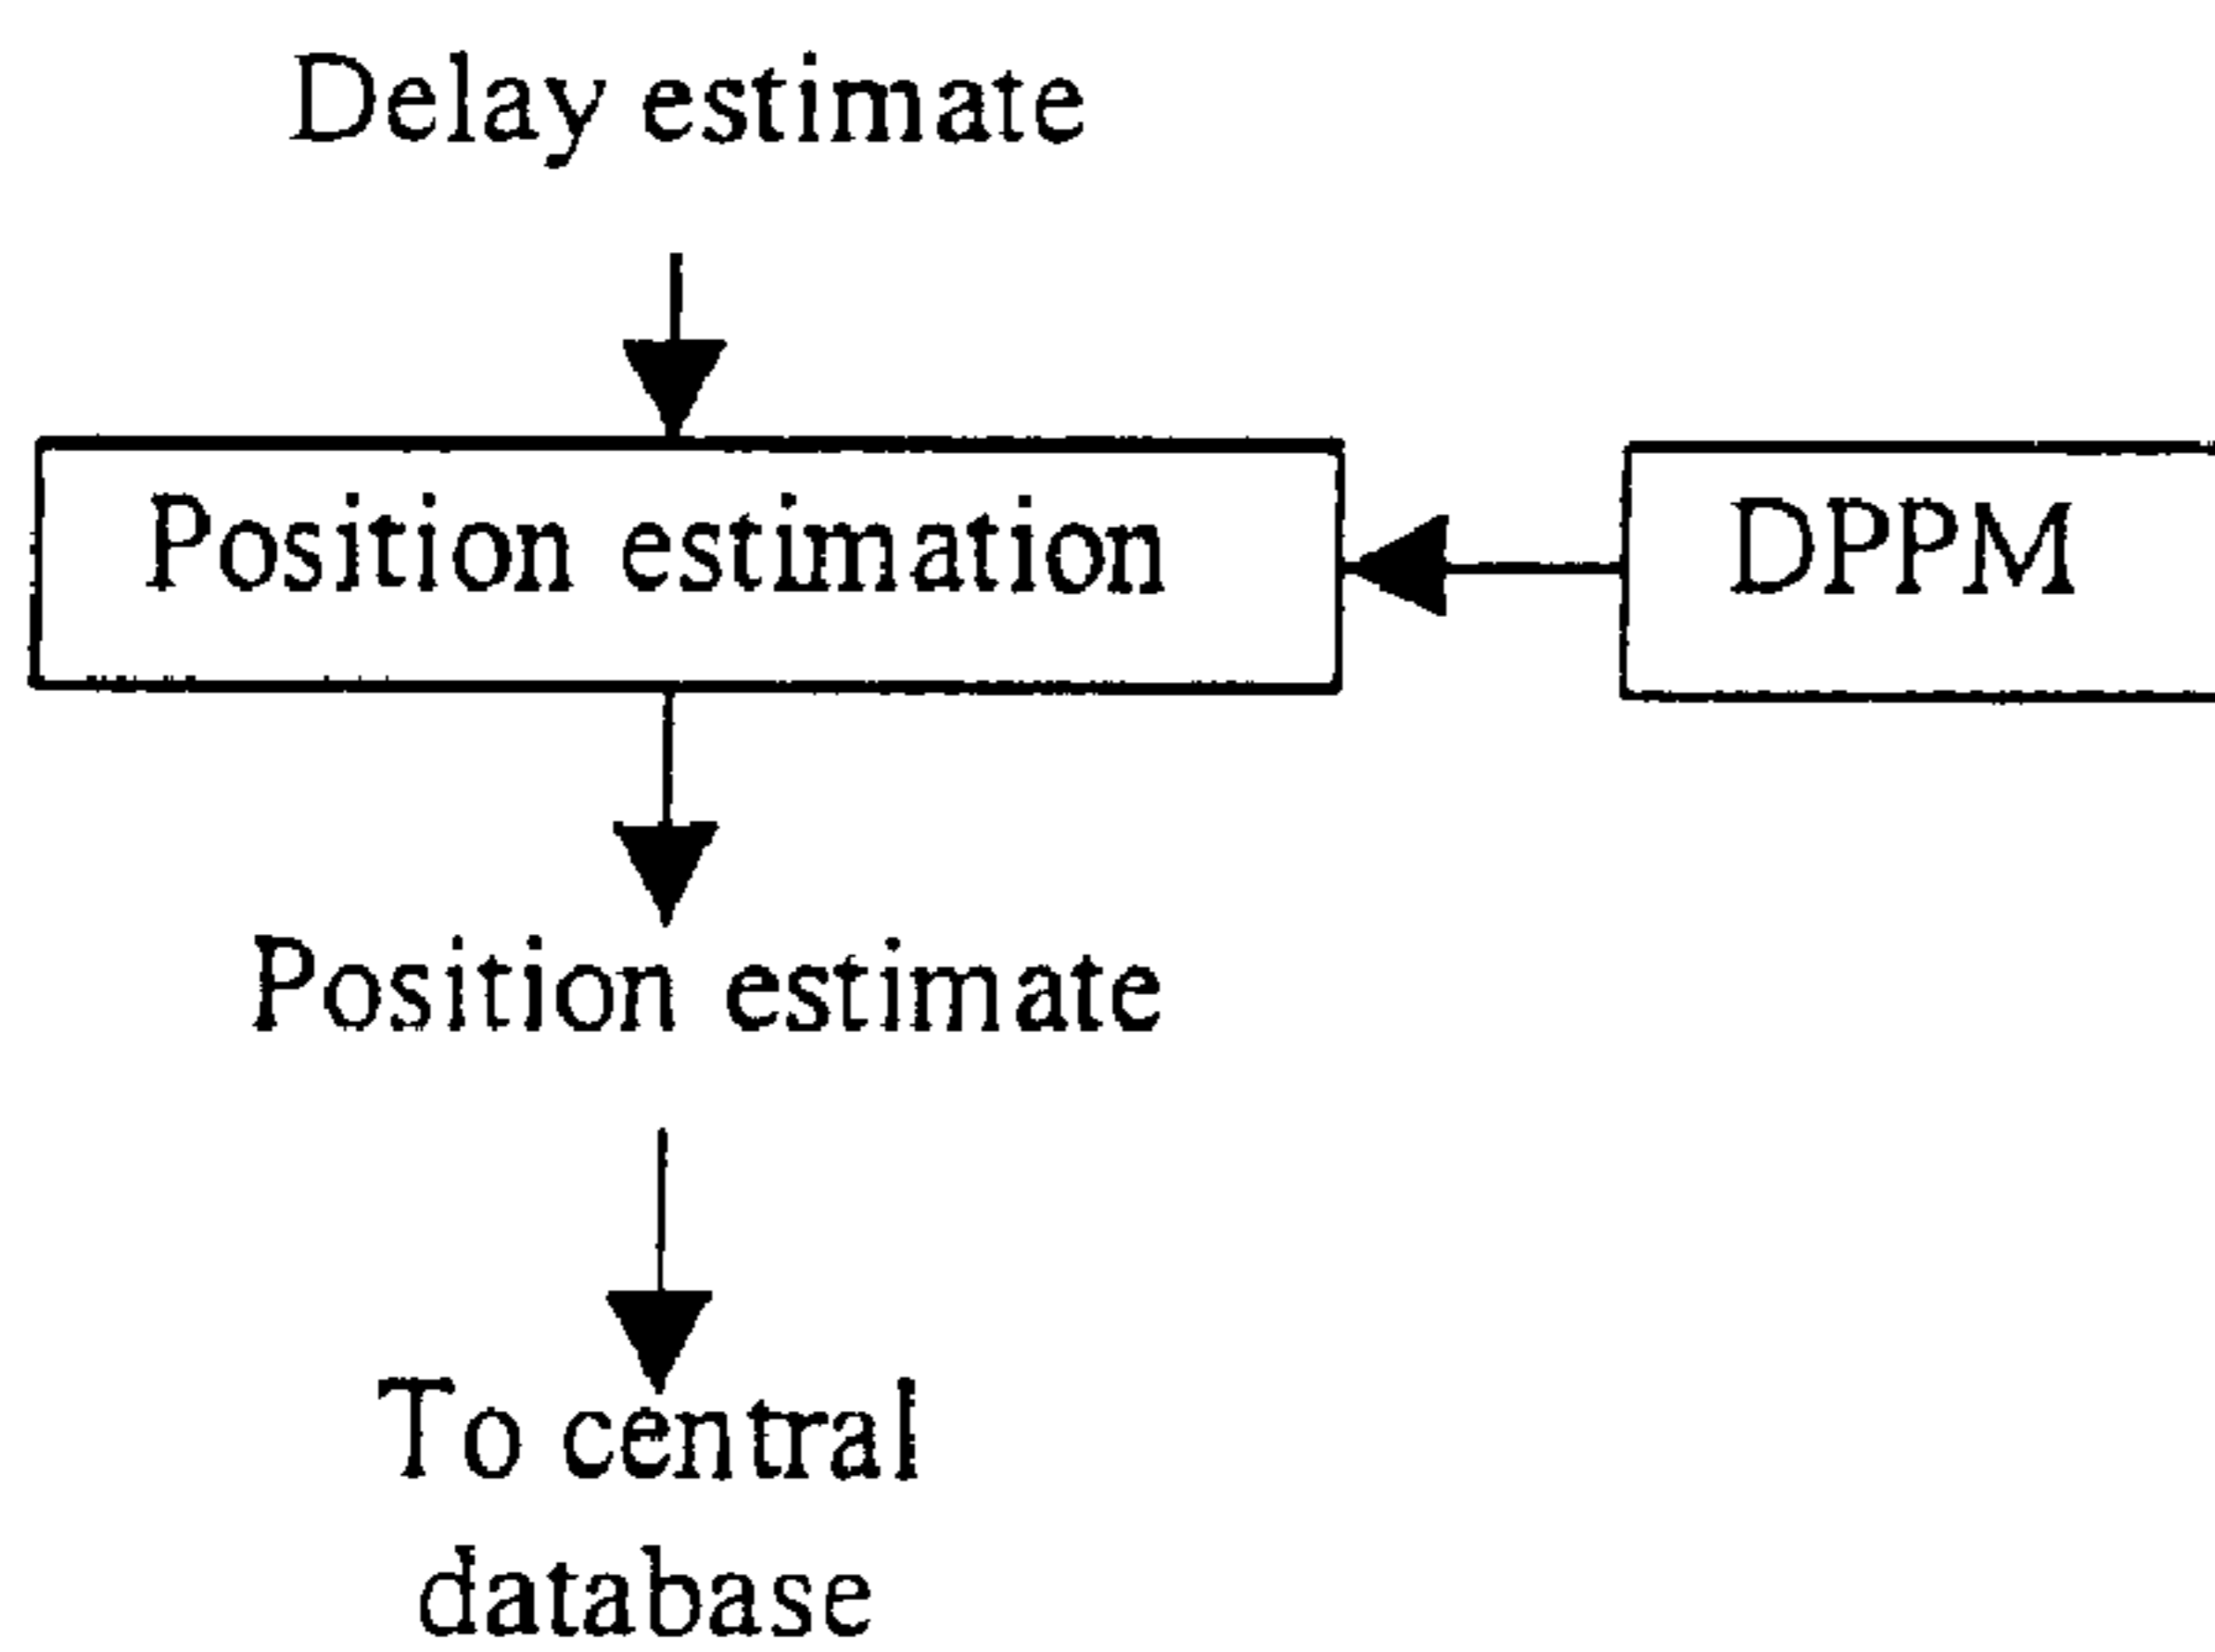 Delay estimate
Position estimation
DPPM
Position estimate
To central
database